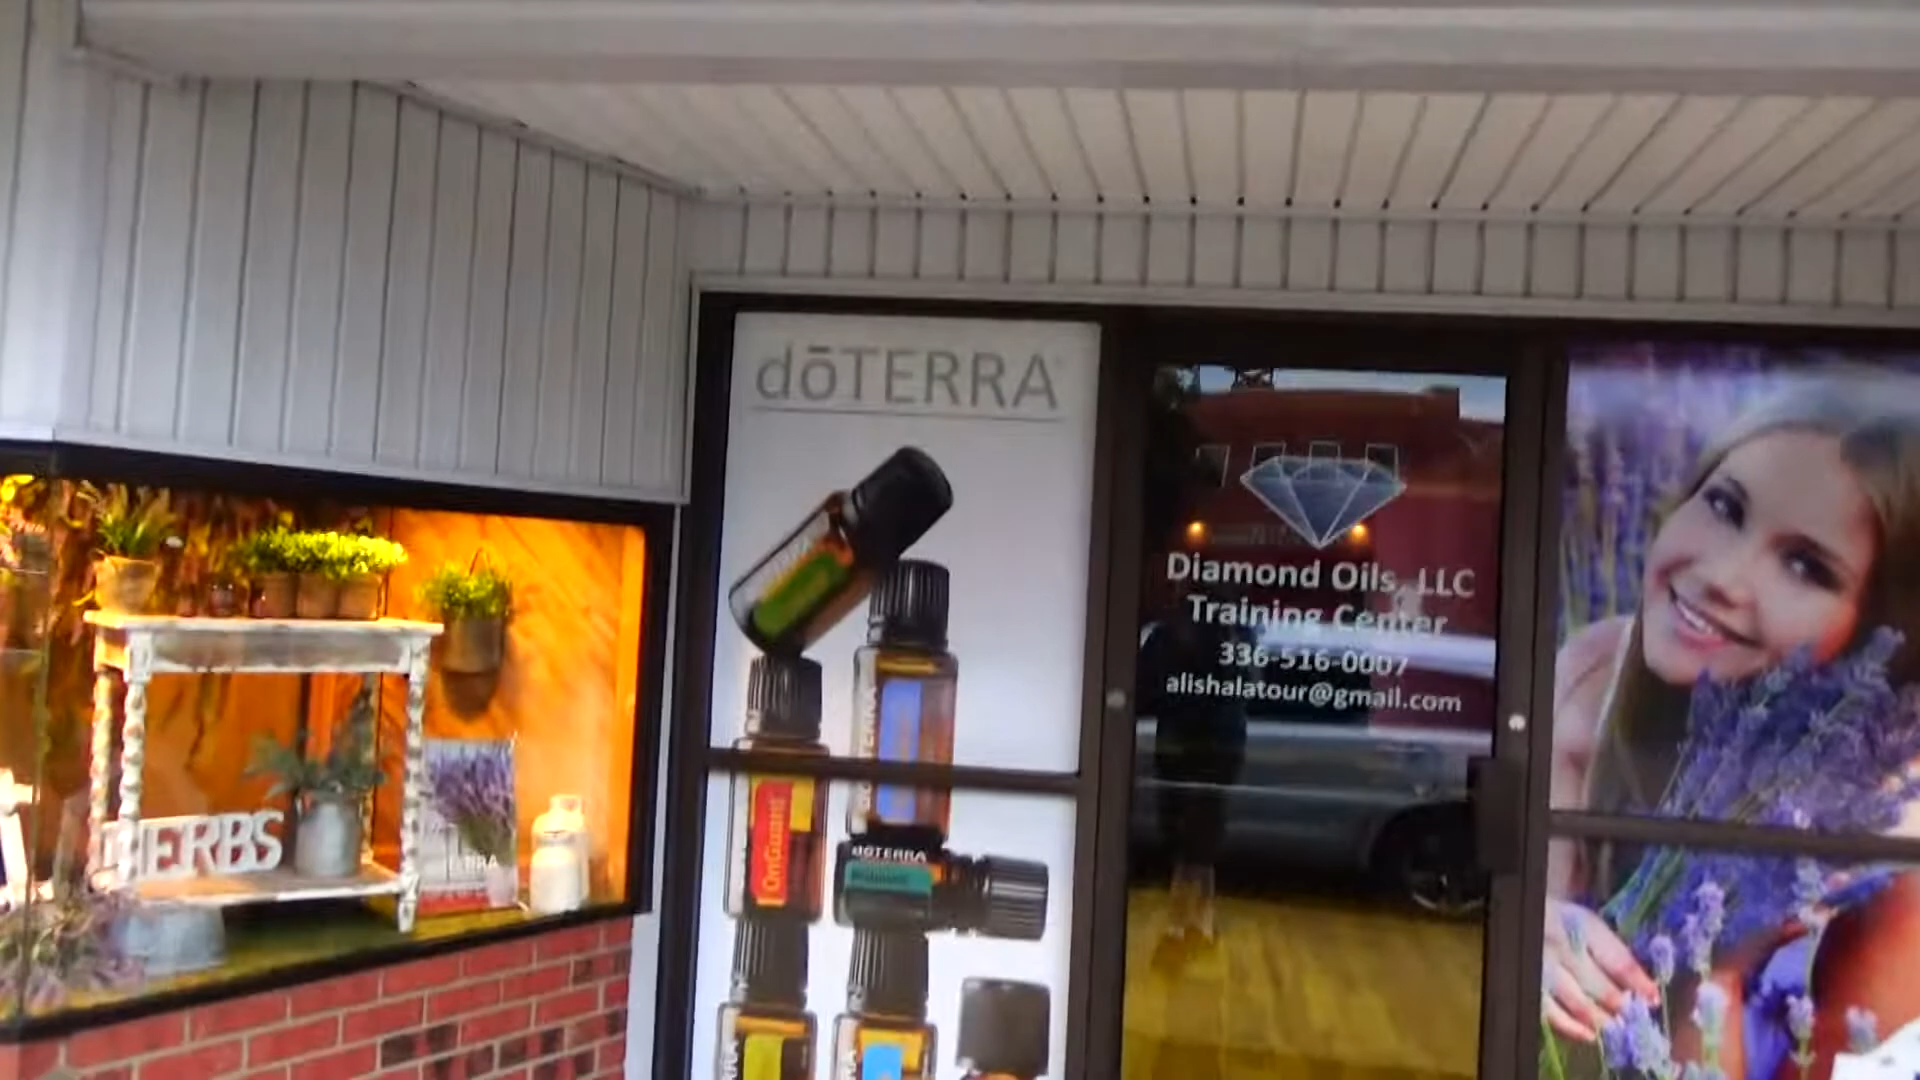 dōTERRA
Diamond Oils, LLC
Training Center
336-516-0007
alishalatour@gmail.com
HERBS
OnGuard
dōTERRA